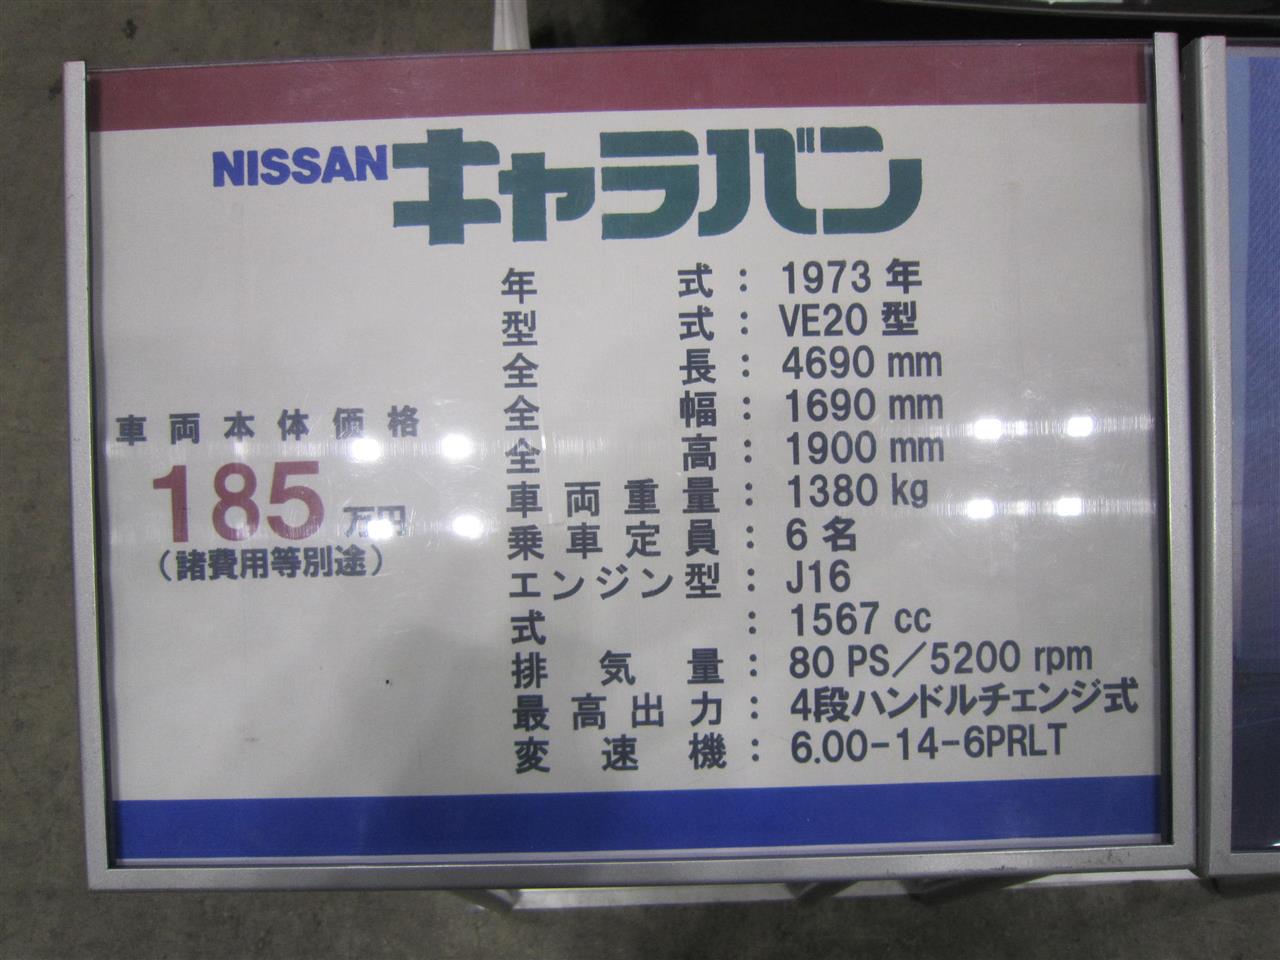 NISSAN キャラバン
年式：1973年
型式：VE20型
全長：4690 mm
全幅：1690 mm
全高：1900 mm
車両重量：1380 kg
乗車定員：6名
エンジン型：J16
式：1567 cc
排気量：80 PS／5200 rpm
最高出力：4段ハンドルチェンジ式
変速機：6.00-14-6PRLT
車両本体価格
185万円
（諸費用等別途）